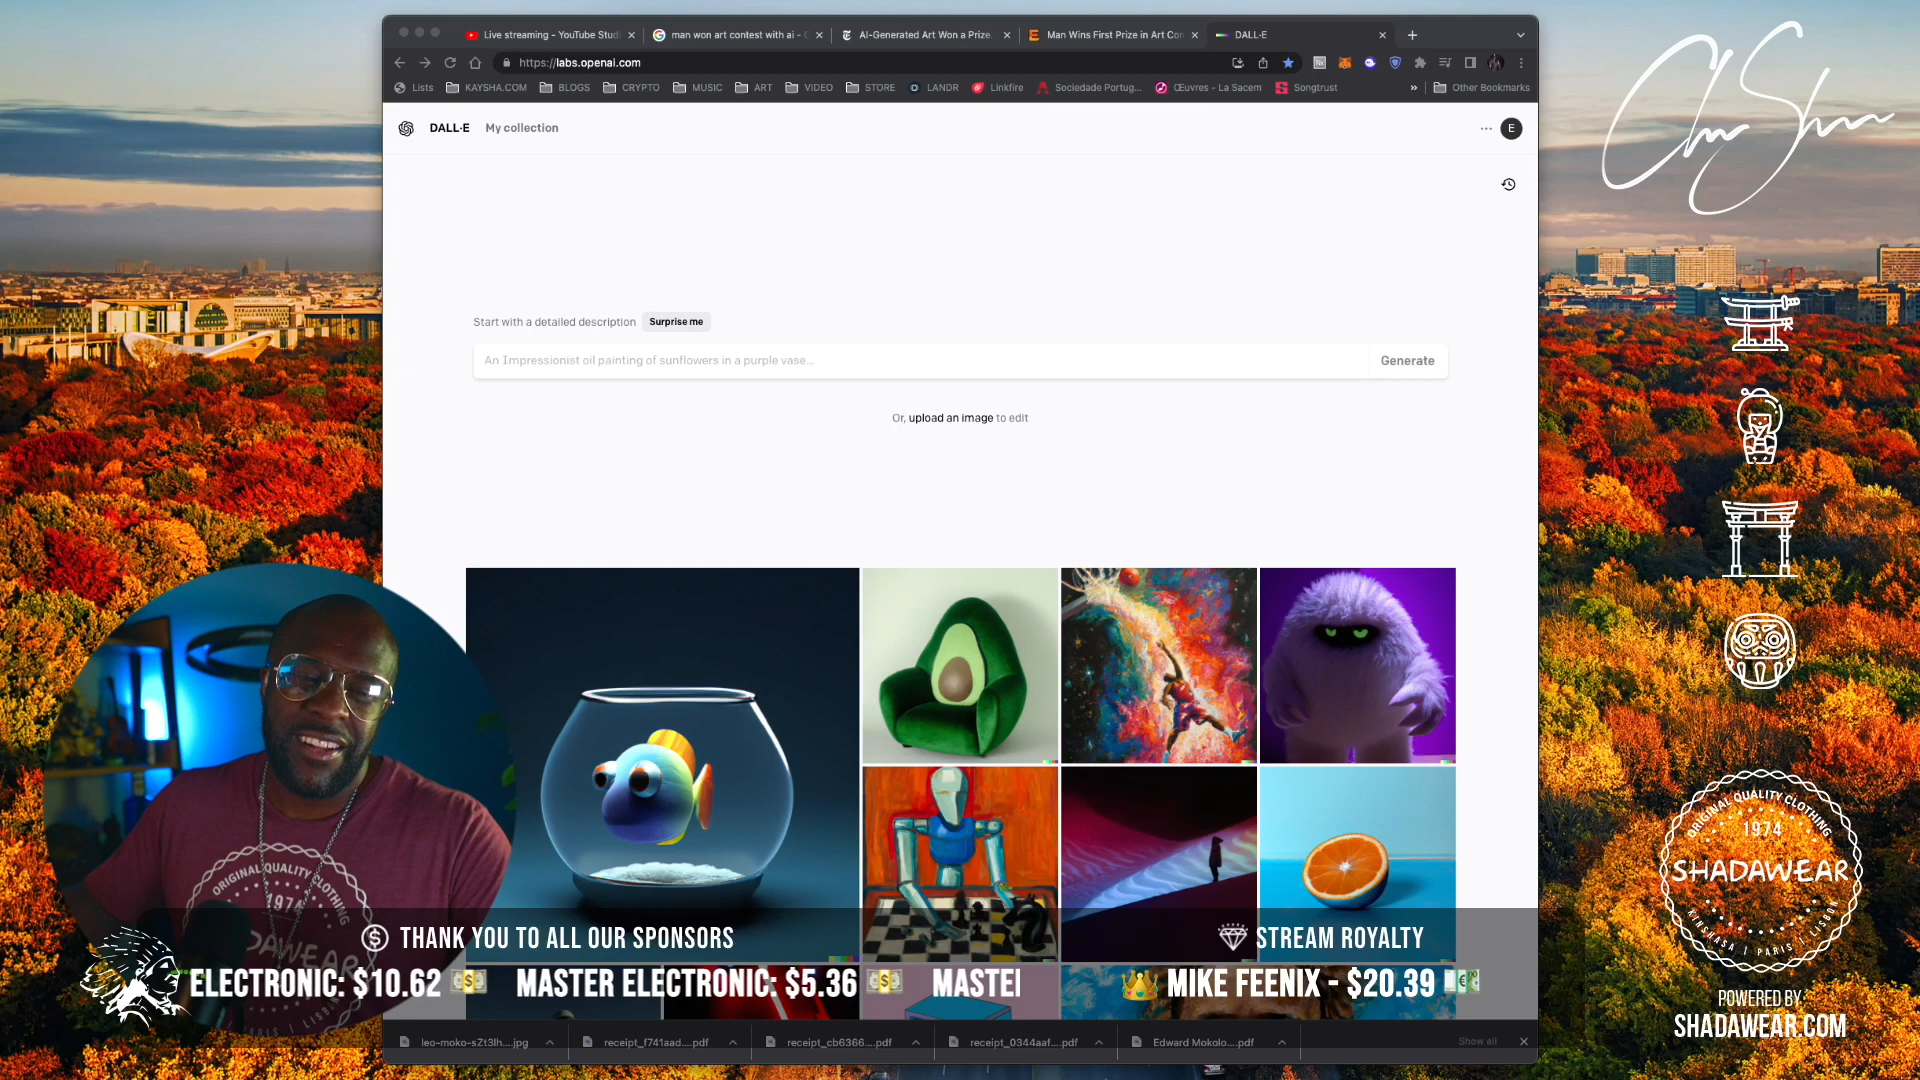 Live streaming - YouTube Studi
man won art contest with ai - G
AI-Generated Art Won a Prize.
Man Wins First Prize in Art Con
DALL·E
https://labs.openai.com
Lists
KAYSHA.COM
BLOGS
CRYPTO
MUSIC
ART
VIDEO
STORE
LANDR
Linkfire
Sociedade Portug...
Œuvres - La Sacem
Songtrust
»
Other Bookmarks
DALL·E
My collection
E
Start with a detailed description
Surprise me
An Impressionist oil painting of sunflowers in a purple vase...
Generate
Or, upload an image to edit
ORIGINAL QUALITY CLOTHING
1974
THANK YOU TO ALL OUR SPONSORS
STREAM ROYALTY
ELECTRONIC: $10.62
MASTER ELECTRONIC: $5.36
MIKE FEENIX - $20.39
leo-moko-sZt3lh....jpg
receipt_f741aad....pdf
receipt_cb6366....pdf
receipt_0344aaf....pdf
Edward Mokolo....pdf
Show all
ORIGINAL QUALITY CLOTHING
1974
SHADAWEAR
KINSHASA | PARIS | LISBON
POWERED BY
SHADAWEAR.COM